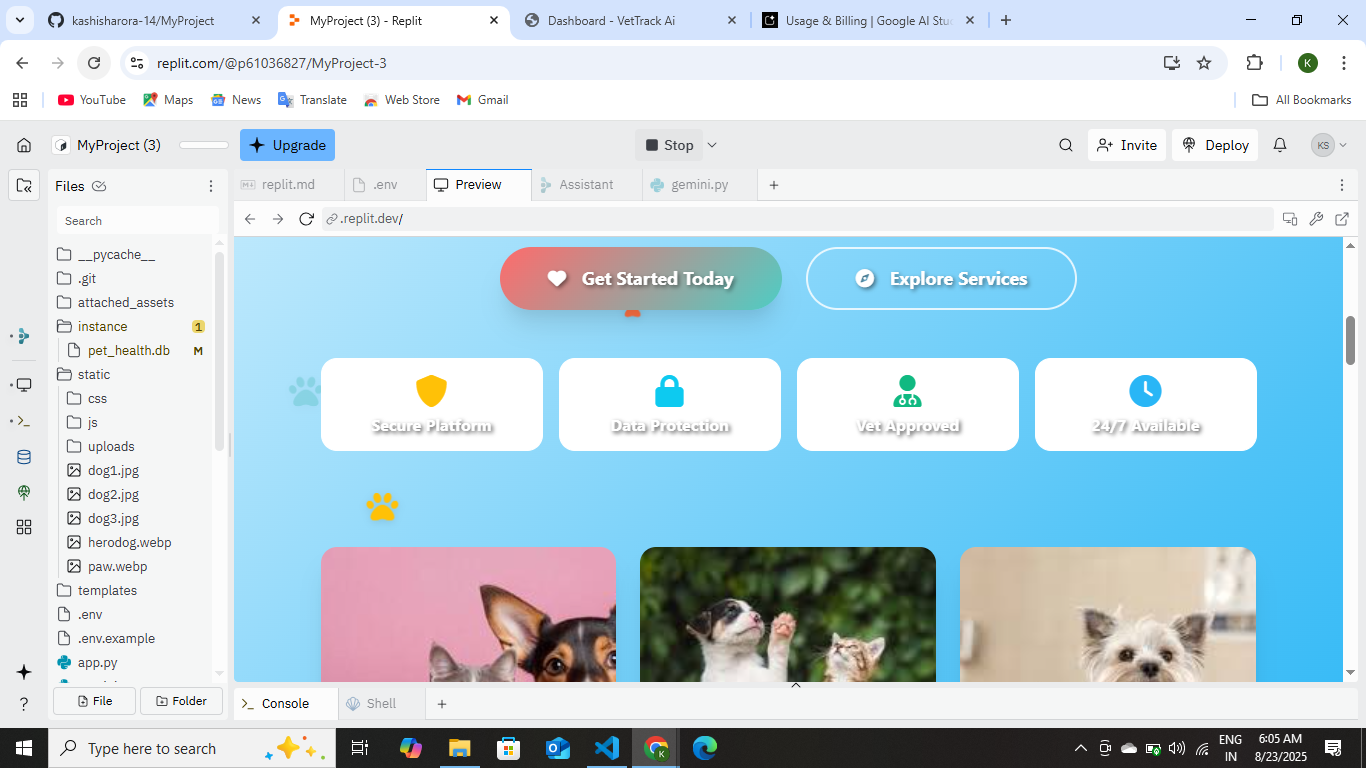 kashisharora-14/MyProject
MyProject (3) - Replit
Dashboard - VetTrack Ai
Usage & Billing | Google AI Stu
replit.com/@p61036827/MyProject-3
K
YouTube
Maps
News
Translate
Web Store
Gmail
All Bookmarks
MyProject (3)
Upgrade
Stop
Invite
Deploy
KS
Files
replit.md
.env
Preview
Assistant
gemini.py
Search
.replit.dev/
__pycache__
.git
attached_assets
instance 1
pet_health.db M
static
css
js
uploads
dog1.jpg
dog2.jpg
dog3.jpg
herodog.webp
paw.webp
templates
.env
.env.example
app.py
File
Folder
Get Started Today
Explore Services
Secure Platform
Data Protection
Vet Approved
24/7 Available
Console
Shell
Type here to search
ENG
IN
6:05 AM
8/23/2025